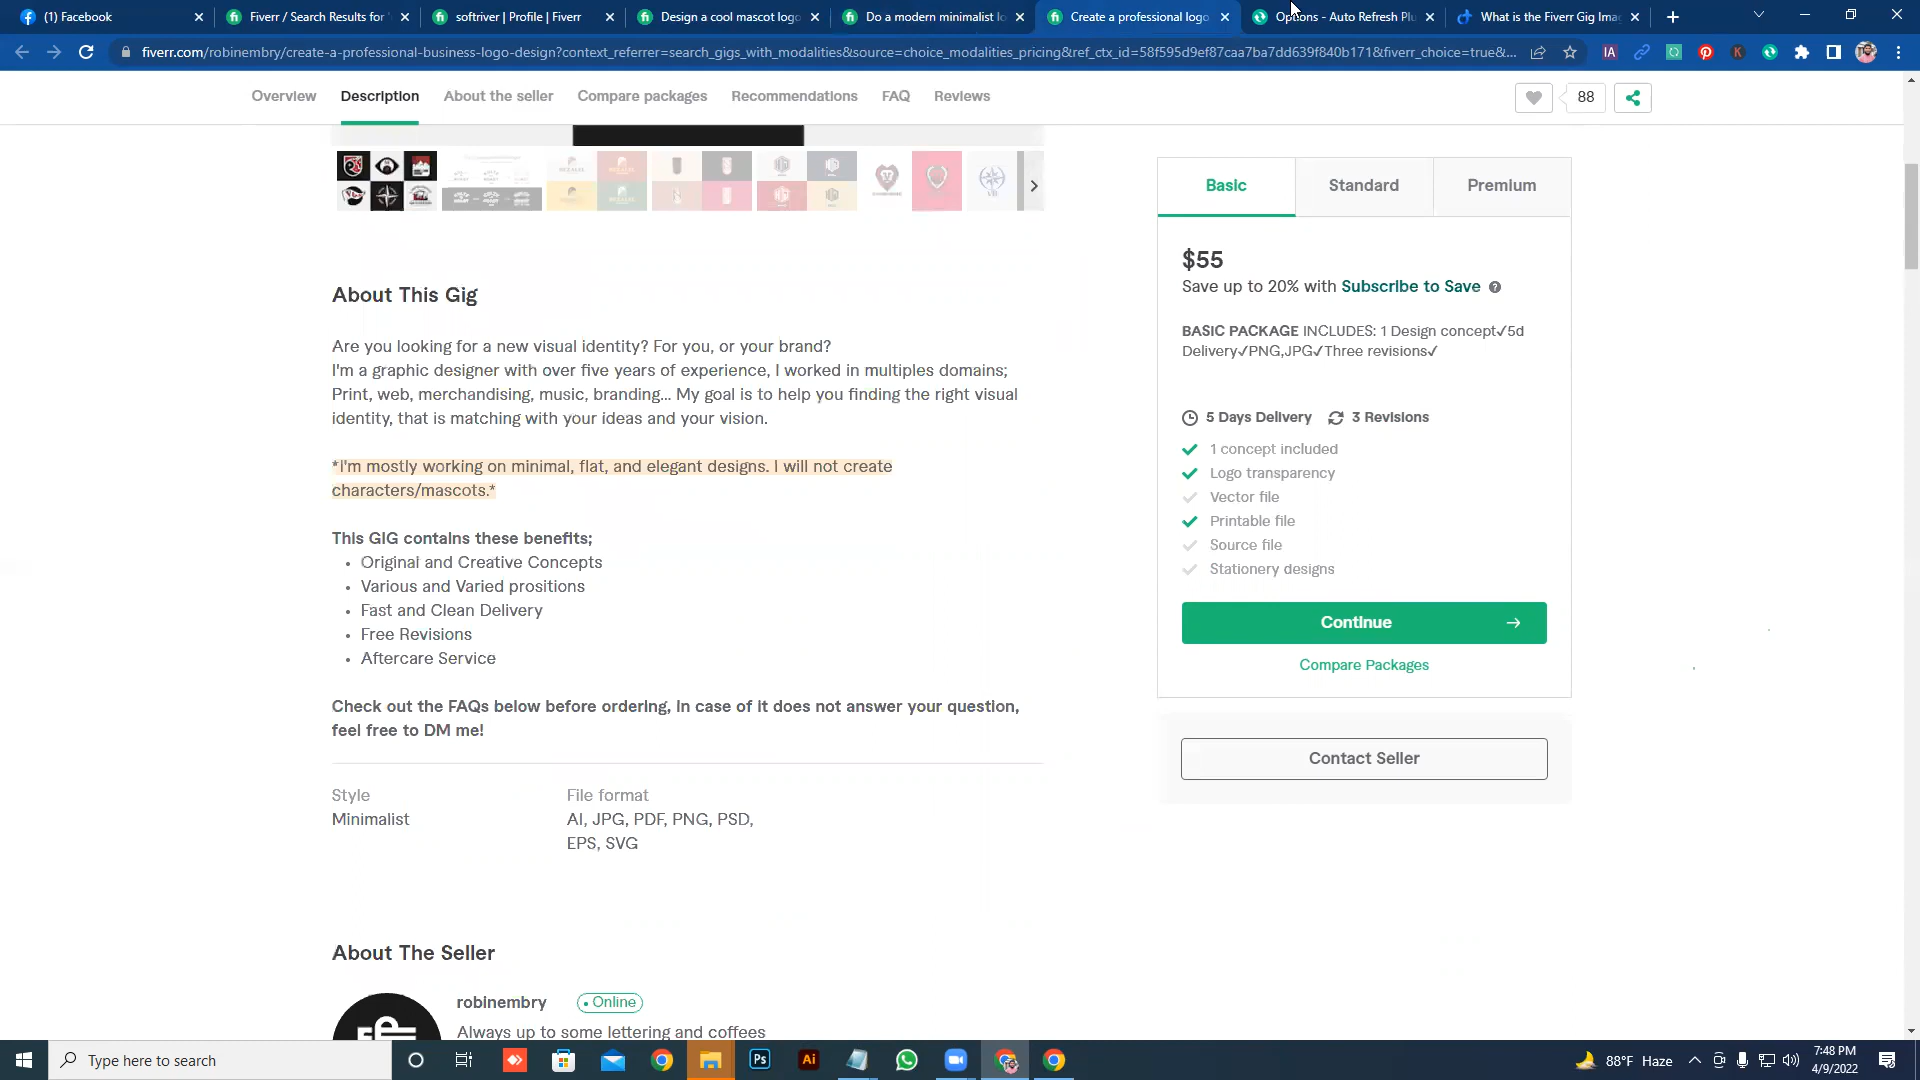 (1) Facebook
Fiverr / Search Results for '
softriver | Profile | Fiverr
Design a cool mascot logo
Do a modern minimalist lo
Create a professional logo
Options - Auto Refresh Plu
What is the Fiverr Gig Imag
fiverr.com/robinembry/create-a-professional-business-logo-design?context_referrer=search_gigs_with_modalities&source=choice_modalities_pricing&ref_ctx_id=58f595d9ef87caa7ba7dd639f840b171&fiverr_choice=true&...
Overview
Description
About the seller
Compare packages
Recommendations
FAQ
Reviews
88
Basic
Standard
Premium
$55
Save up to 20% with Subscribe to Save
BASIC PACKAGE INCLUDES: 1 Design concept✓5d
Delivery✓PNG,JPG✓Three revisions✓
5 Days Delivery
3 Revisions
1 concept included
Logo transparency
Vector file
Printable file
Source file
Stationery designs
Continue
Compare Packages
Contact Seller
About This Gig
Are you looking for a new visual identity? For you, or your brand?
I'm a graphic designer with over five years of experience, I worked in multiples domains;
Print, web, merchandising, music, branding... My goal is to help you finding the right visual
identity, that is matching with your ideas and your vision.
*I'm mostly working on minimal, flat, and elegant designs. I will not create
characters/mascots.*
This GIG contains these benefits;
• Original and Creative Concepts
• Various and Varied prositions
• Fast and Clean Delivery
• Free Revisions
• Aftercare Service
Check out the FAQs below before ordering, In case of it does not answer your question,
feel free to DM me!
Style
Minimalist
File format
AI, JPG, PDF, PNG, PSD,
EPS, SVG
About The Seller
robinembry
Online
Always up to some lettering and coffees
Type here to search
Ps
Ai
88°F Haze
7:48 PM
4/9/2022